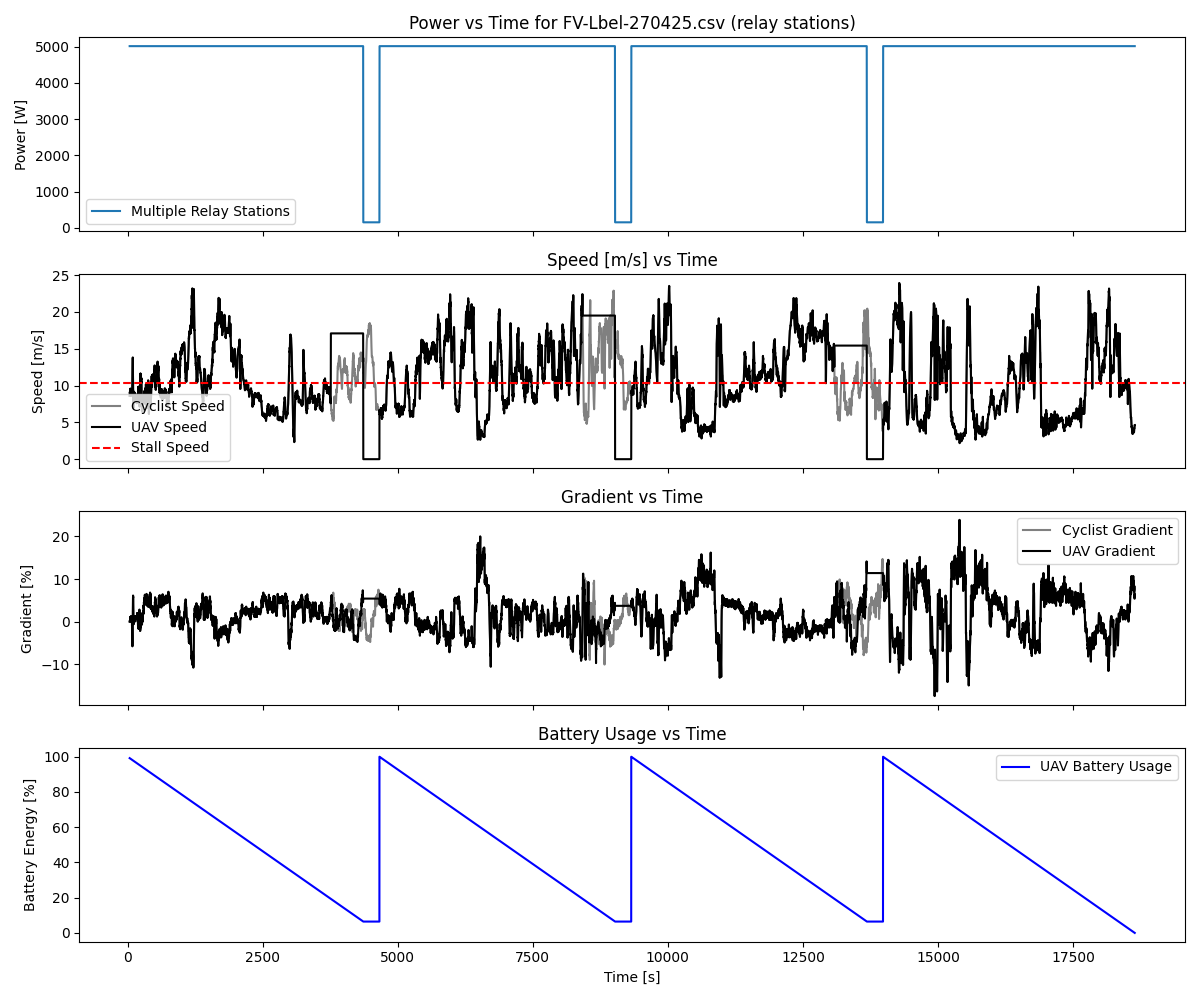 Power vs Time for FV-Lbel-270425.csv (relay stations)
5000
4000
3000
2000
1000
0
Power [W]
Multiple Relay Stations
Speed [m/s] vs Time
25
20
15
10
5
0
Speed [m/s]
Cyclist Speed
UAV Speed
Stall Speed
Gradient vs Time
20
10
0
−10
Gradient [%]
Cyclist Gradient
UAV Gradient
Battery Usage vs Time
100
80
60
40
20
0
Battery Energy [%]
UAV Battery Usage
0 2500 5000 7500 10000 12500 15000 17500
Time [s]